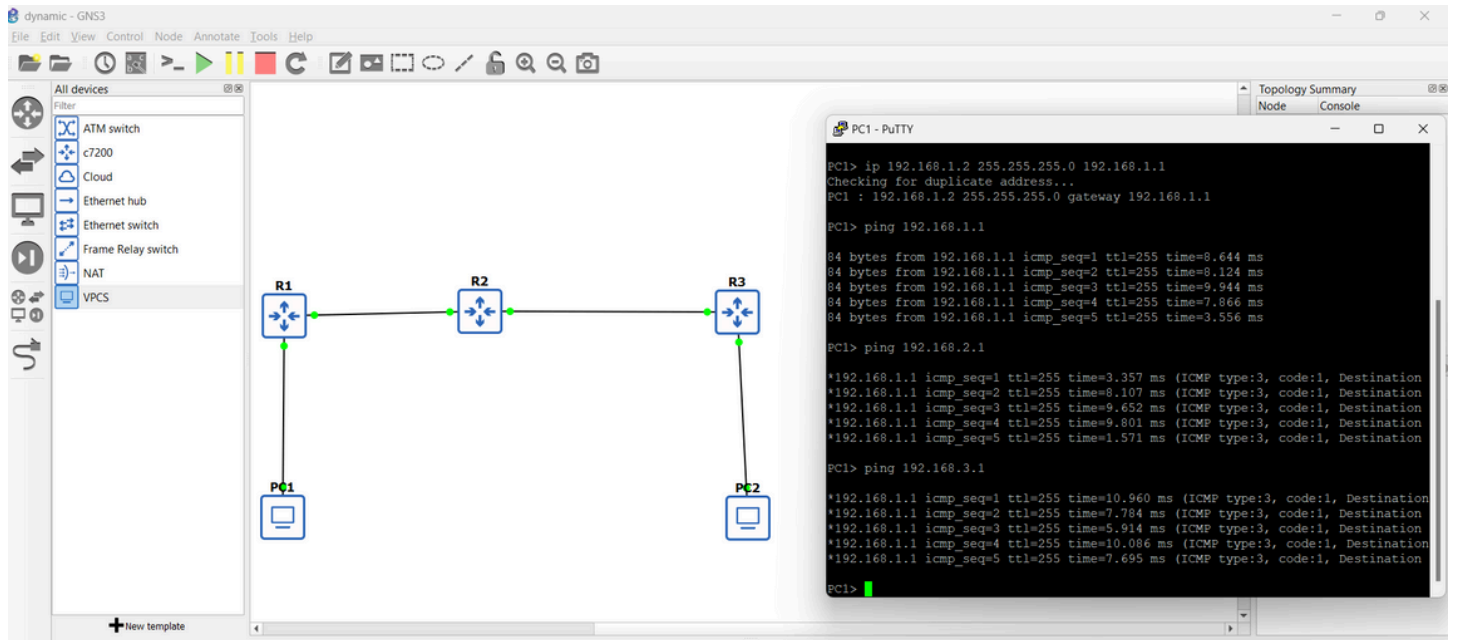 dynamic - GNS3
File Edit View Control Node Annotate Tools Help
All devices
Filter
ATM switch
c7200
Cloud
Ethernet hub
Ethernet switch
Frame Relay switch
NAT
VPCS
New template
R1
R2
R3
PC1
PC2
Topology Summary
Node Console
PC1 - PuTTY
PC1> ip 192.168.1.2 255.255.255.0 192.168.1.1
Checking for duplicate address...
PC1 : 192.168.1.2 255.255.255.0 gateway 192.168.1.1
PC1> ping 192.168.1.1
84 bytes from 192.168.1.1 icmp_seq=1 ttl=255 time=8.644 ms
84 bytes from 192.168.1.1 icmp_seq=2 ttl=255 time=8.124 ms
84 bytes from 192.168.1.1 icmp_seq=3 ttl=255 time=9.944 ms
84 bytes from 192.168.1.1 icmp_seq=4 ttl=255 time=7.866 ms
84 bytes from 192.168.1.1 icmp_seq=5 ttl=255 time=3.556 ms
PC1> ping 192.168.2.1
*192.168.1.1 icmp_seq=1 ttl=255 time=3.357 ms (ICMP type:3, code:1, Destination
*192.168.1.1 icmp_seq=2 ttl=255 time=8.107 ms (ICMP type:3, code:1, Destination
*192.168.1.1 icmp_seq=3 ttl=255 time=9.652 ms (ICMP type:3, code:1, Destination
*192.168.1.1 icmp_seq=4 ttl=255 time=9.801 ms (ICMP type:3, code:1, Destination
*192.168.1.1 icmp_seq=5 ttl=255 time=1.571 ms (ICMP type:3, code:1, Destination
PC1> ping 192.168.3.1
*192.168.1.1 icmp_seq=1 ttl=255 time=10.960 ms (ICMP type:3, code:1, Destination
*192.168.1.1 icmp_seq=2 ttl=255 time=7.784 ms (ICMP type:3, code:1, Destination
*192.168.1.1 icmp_seq=3 ttl=255 time=5.914 ms (ICMP type:3, code:1, Destination
*192.168.1.1 icmp_seq=4 ttl=255 time=10.086 ms (ICMP type:3, code:1, Destination
*192.168.1.1 icmp_seq=5 ttl=255 time=7.695 ms (ICMP type:3, code:1, Destination
PC1>